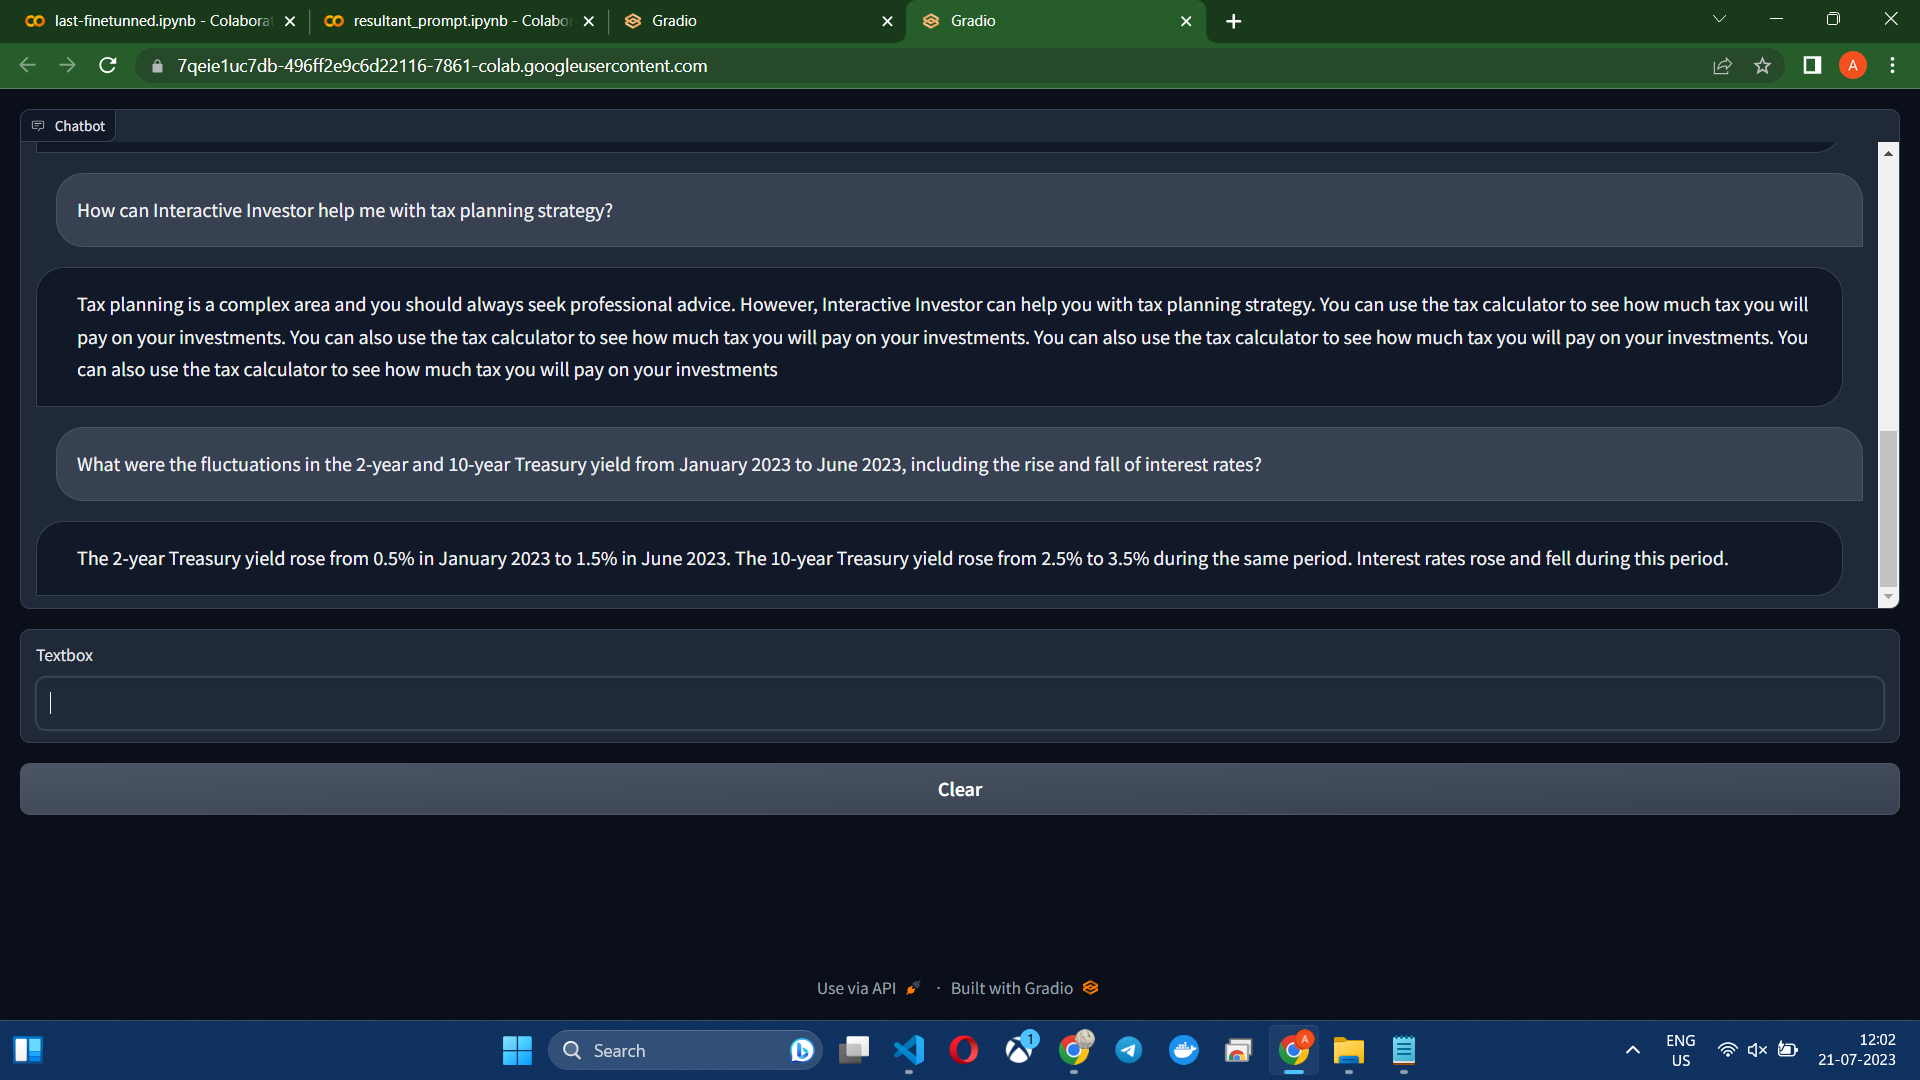 last-finetunned.ipynb - Colaborat
resultant_prompt.ipynb - Colabor
Gradio
Gradio
7qeie1uc7db-496ff2e9c6d22116-7861-colab.googleusercontent.com
A
Chatbot
How can Interactive Investor help me with tax planning strategy?
Tax planning is a complex area and you should always seek professional advice. However, Interactive Investor can help you with tax planning strategy. You can use the tax calculator to see how much tax you will
pay on your investments. You can also use the tax calculator to see how much tax you will pay on your investments. You can also use the tax calculator to see how much tax you will pay on your investments. You
can also use the tax calculator to see how much tax you will pay on your investments
What were the fluctuations in the 2-year and 10-year Treasury yield from January 2023 to June 2023, including the rise and fall of interest rates?
The 2-year Treasury yield rose from 0.5% in January 2023 to 1.5% in June 2023. The 10-year Treasury yield rose from 2.5% to 3.5% during the same period. Interest rates rose and fell during this period.
Textbox
Clear
Use via API · Built with Gradio
Search
1
A
ENG
US
12:02
21-07-2023